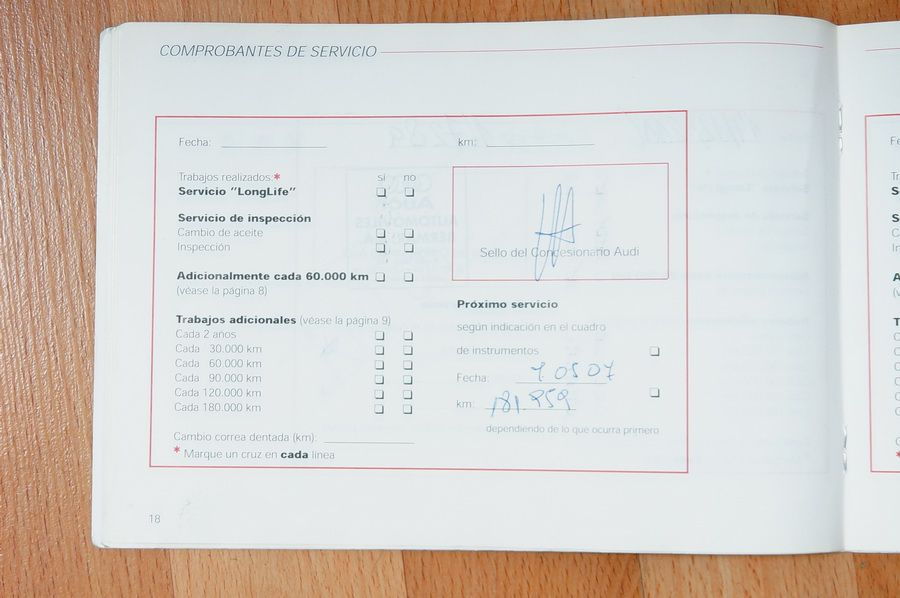 COMPROBANTES DE SERVICIO
Fecha: km:
Trabajos realizados:* sí no
Servicio "LongLife"
Servicio de inspección
Cambio de aceite
Inspección
Adicionalmente cada 60.000 km
(véase la página 8)
Trabajos adicionales (véase la página 9)
Cada 2 años
Cada 30.000 km
Cada 60.000 km
Cada 90.000 km
Cada 120.000 km
Cada 180.000 km
Cambio correa dentada (km):
* Marque un cruz en cada línea
Sello del Concesionario Audi
Próximo servicio
según indicación en el cuadro
de instrumentos
Fecha:
km: 181.959
dependiendo de lo que ocurra primero
18